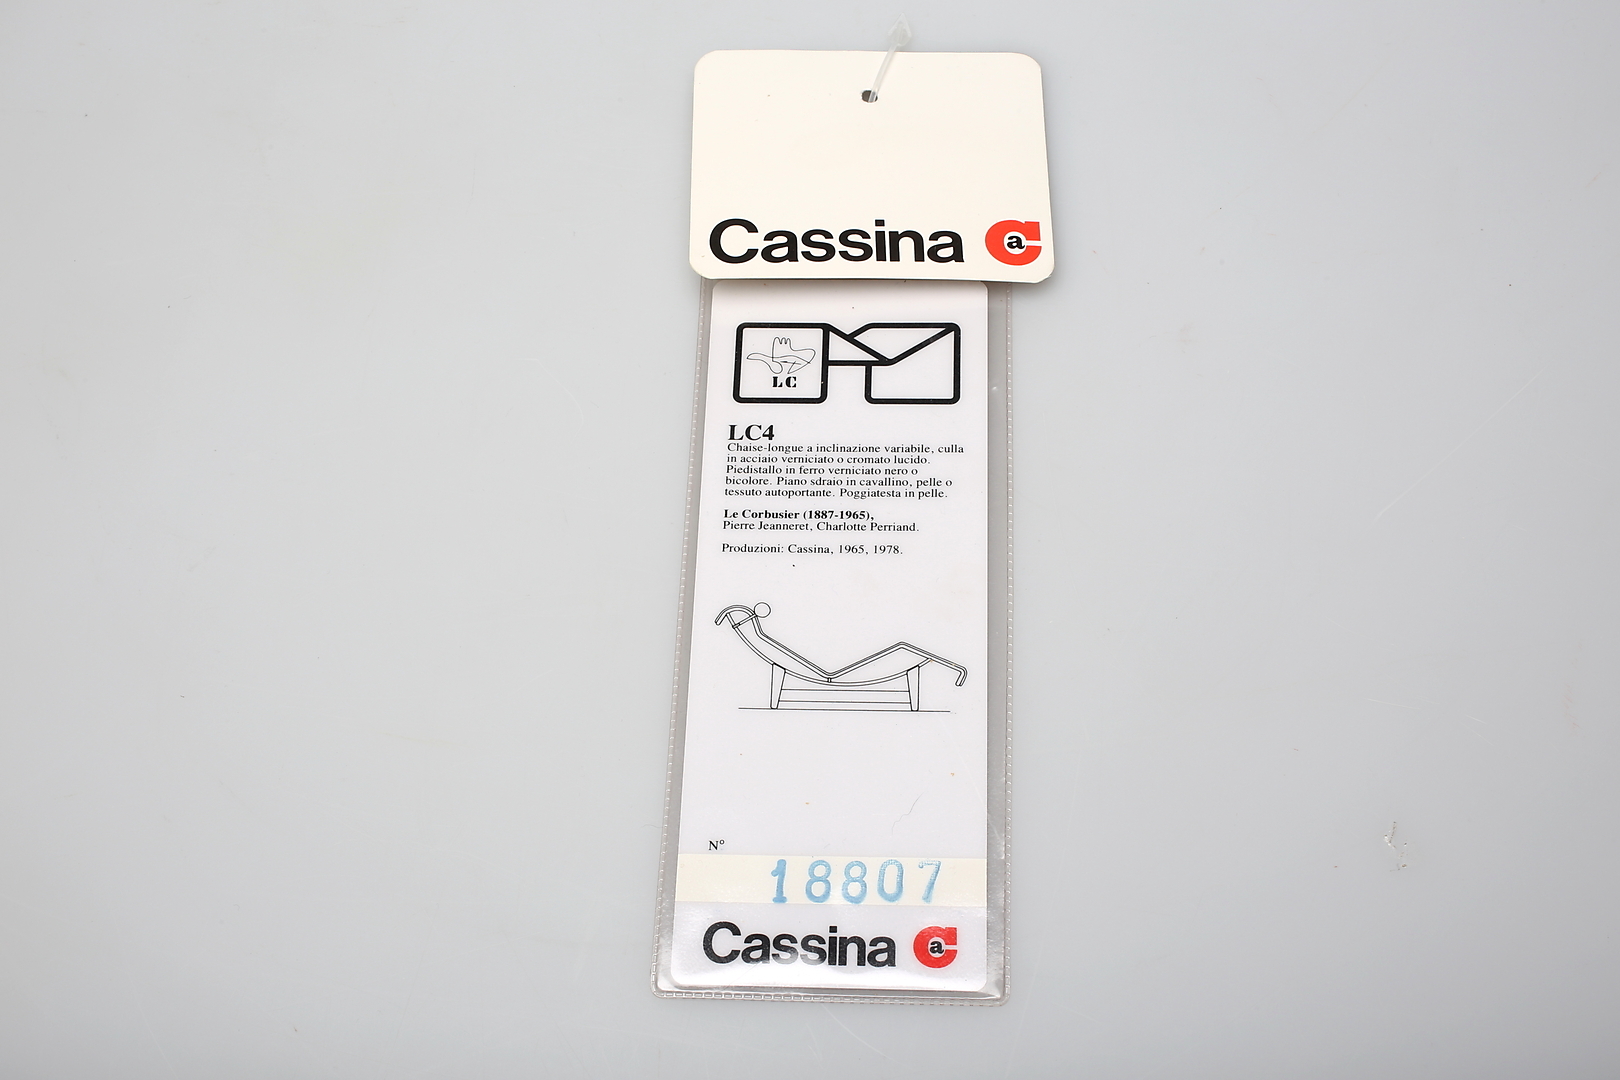 Cassina a
LC
LC4
Chaise-longue a inclinazione variabile, culla
in acciaio verniciato o cromato lucido.
Piedistallo in ferro verniciato nero o
bicolore. Piano sdraio in cavallino, pelle o
tessuto autoportante. Poggiatesta in pelle.
Le Corbusier (1887-1965),
Pierre Jeanneret, Charlotte Perriand.
Produzioni: Cassina, 1965, 1978.
N°
18807
Cassina a